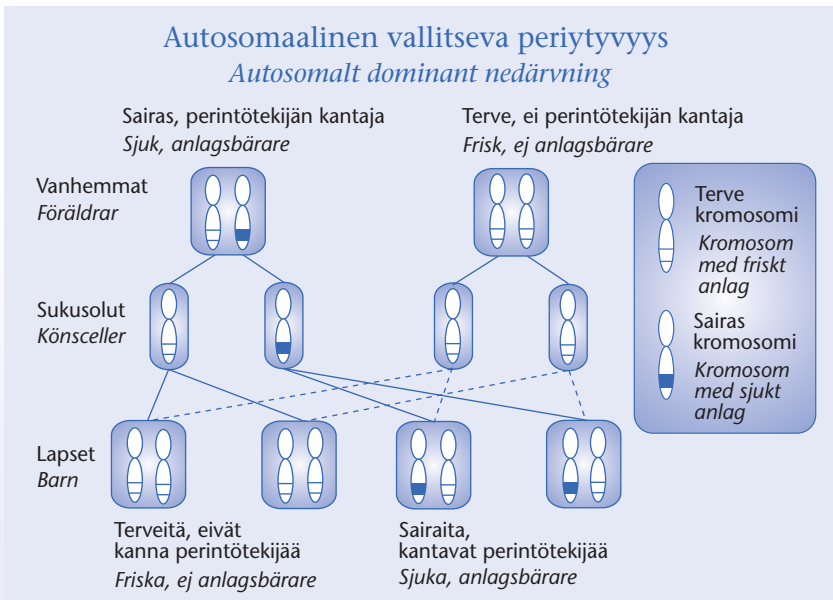 Autosomaalinen vallitseva periytyvyys
Autosomalt dominant nedärvning
Sairas, perintötekijän kantaja
Sjuk, anlagsbärare
Terve, ei perintötekijän kantaja
Frisk, ej anlagsbärare
Vanhemmat
Föräldrar
Terve
kromosomi
Kromosom
med friskt
anlag
Sairas
kromosomi
Kromosom
med sjukt
anlag
Sukusolut
Könsceller
Lapset
Barn
Terveitä, eivät
kanna perintötekijää
Friska, ej anlagsbärare
Sairaita,
kantavat perintötekijää
Sjuka, anlagsbärare